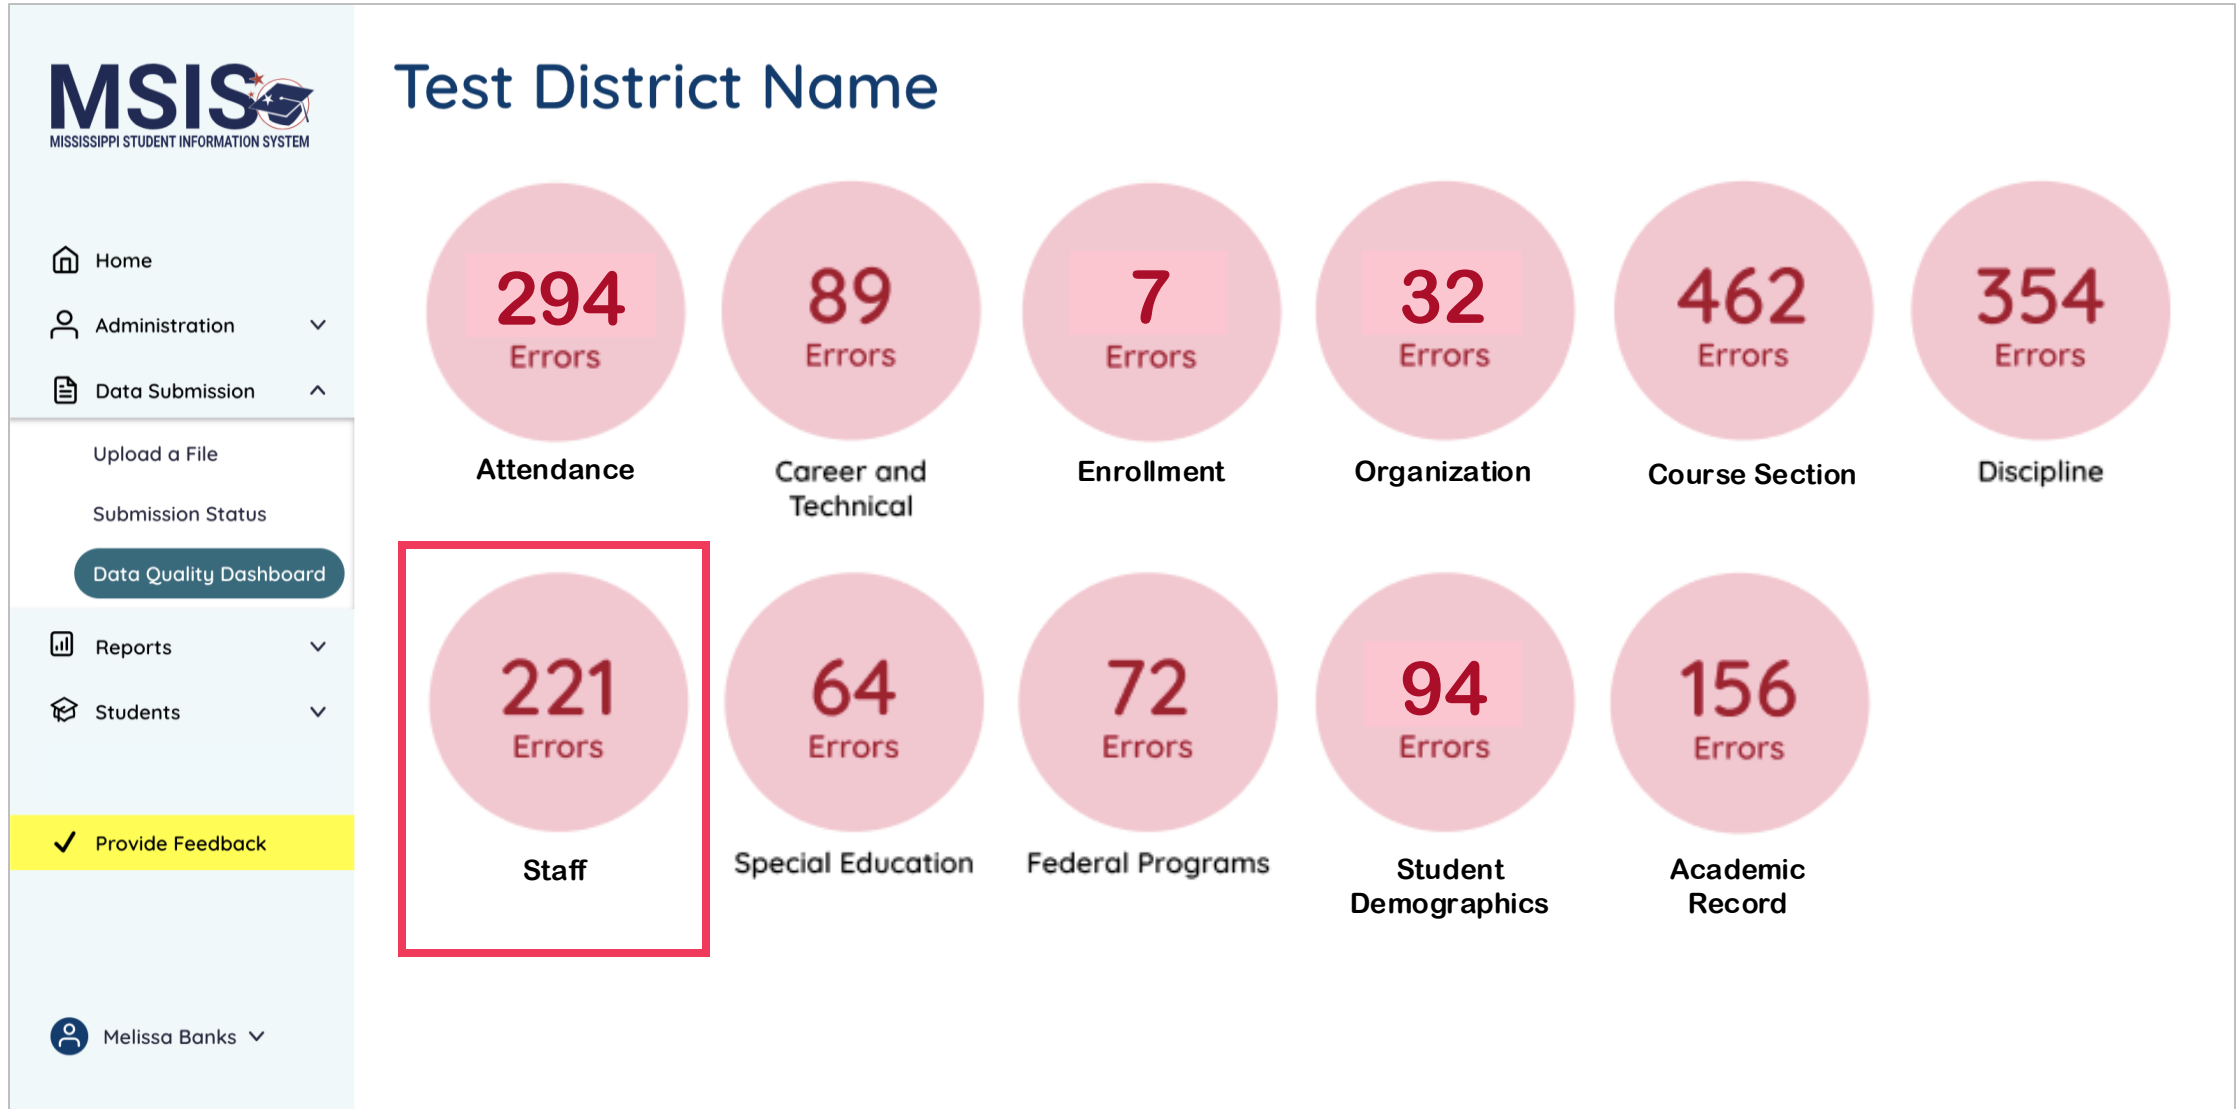 MSIS
MISSISSIPPI STUDENT INFORMATION SYSTEM
Home
Administration
Data Submission
Upload a File
Submission Status
Data Quality Dashboard
Reports
Students
Provide Feedback
Melissa Banks
Test District Name
294
Errors
Attendance
89
Errors
Career and
Technical
7
Errors
Enrollment
32
Errors
Organization
462
Errors
Course Section
354
Errors
Discipline
221
Errors
Staff
64
Errors
Special Education
72
Errors
Federal Programs
94
Errors
Student
Demographics
156
Errors
Academic
Record